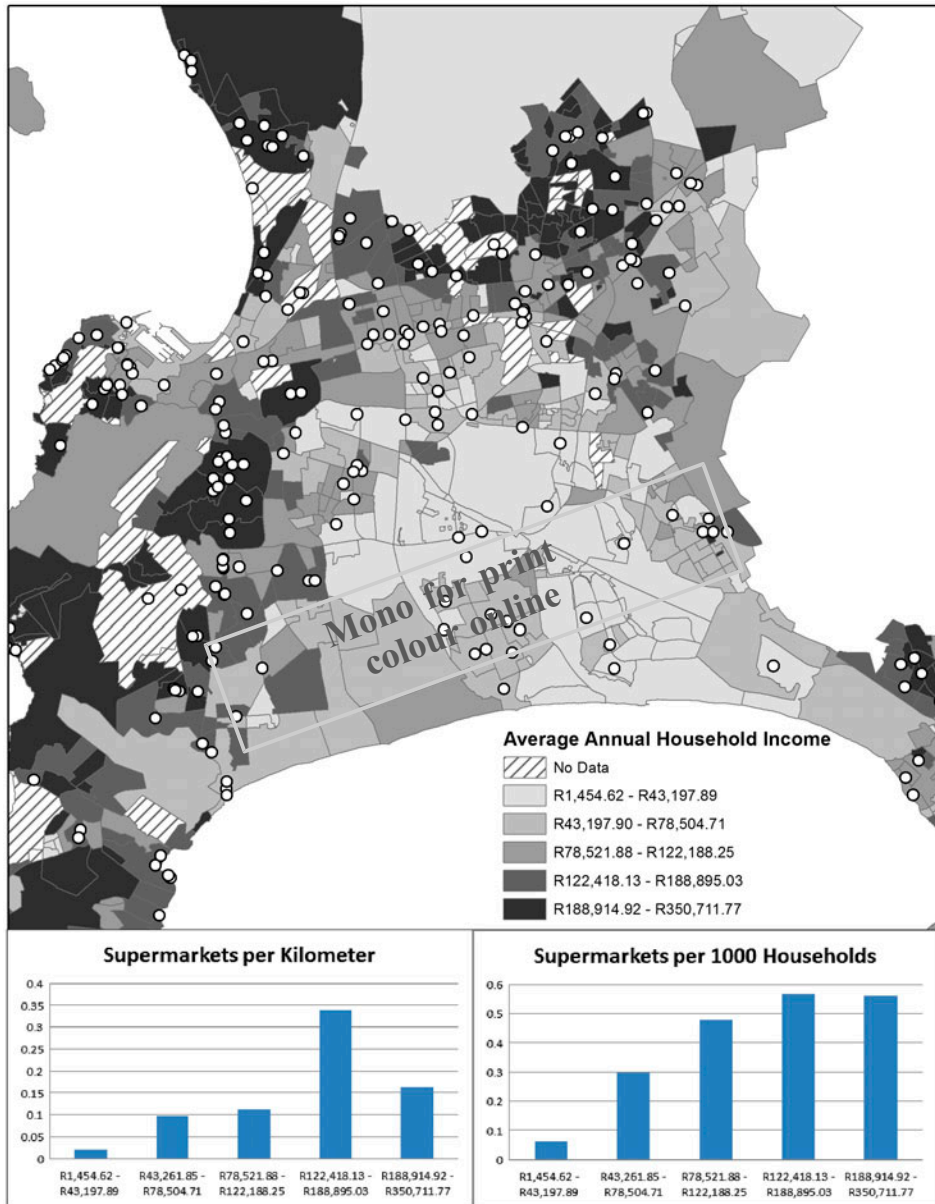 Mono for print
colour online
Average Annual Household Income
No Data
R1,454.62 - R43,197.89
R43,197.90 - R78,504.71
R78,521.88 - R122,188.25
R122,418.13 - R188,895.03
R188,914.92 - R350,711.77
Supermarkets per Kilometer
0.4
0.35
0.3
0.25
0.2
0.15
0.1
0.05
0
R1,454.62 - R43,261.85 - R78,521.88 - R122,418.13 - R188,914.92 -
R43,197.89 R78,504.71 R122,188.25 R188,895.03 R350,711.77
Supermarkets per 1000 Households
0.6
0.5
0.4
0.3
0.2
0.1
0
R1,454.62 - R43,261.85 - R78,521.88 - R122,418.13 - R188,914.92 -
R43,197.89 R78,504.71 R122,188.25 R188,895.03 R350,711.77